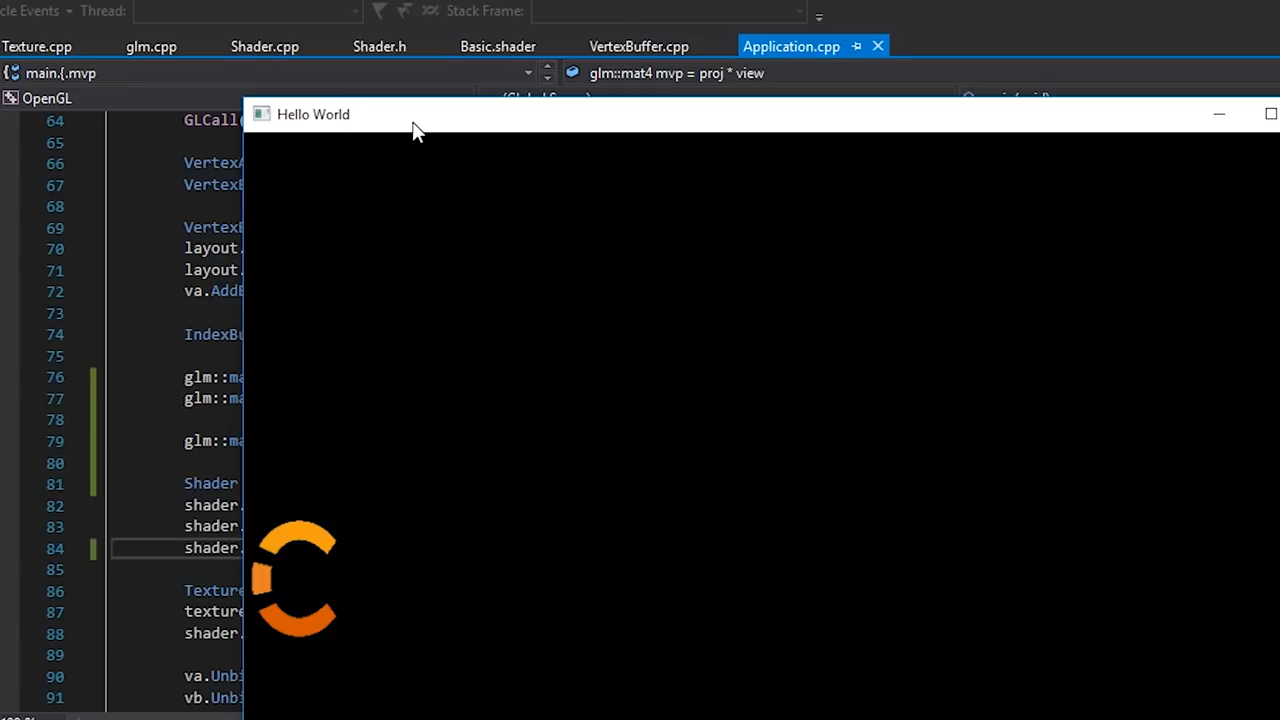 cle Events Thread: Stack Frame:
Texture.cpp glm.cpp Shader.cpp Shader.h Basic.shader VertexBuffer.cpp Application.cpp
main.{.mvp glm::mat4 mvp = proj * view
OpenGL
Hello World
64 GLCall(
65
66 VertexA
67 VertexB
68
69 VertexB
70 layout.
71 layout.
72 va.AddB
73
74 IndexBu
75
76 glm::ma
77 glm::ma
78
79 glm::ma
80
81 Shader
82 shader.
83 shader.
84 shader.
85
86 Texture
87 texture
88 shader.
89
90 va.Unbi
91 vb.Unbi